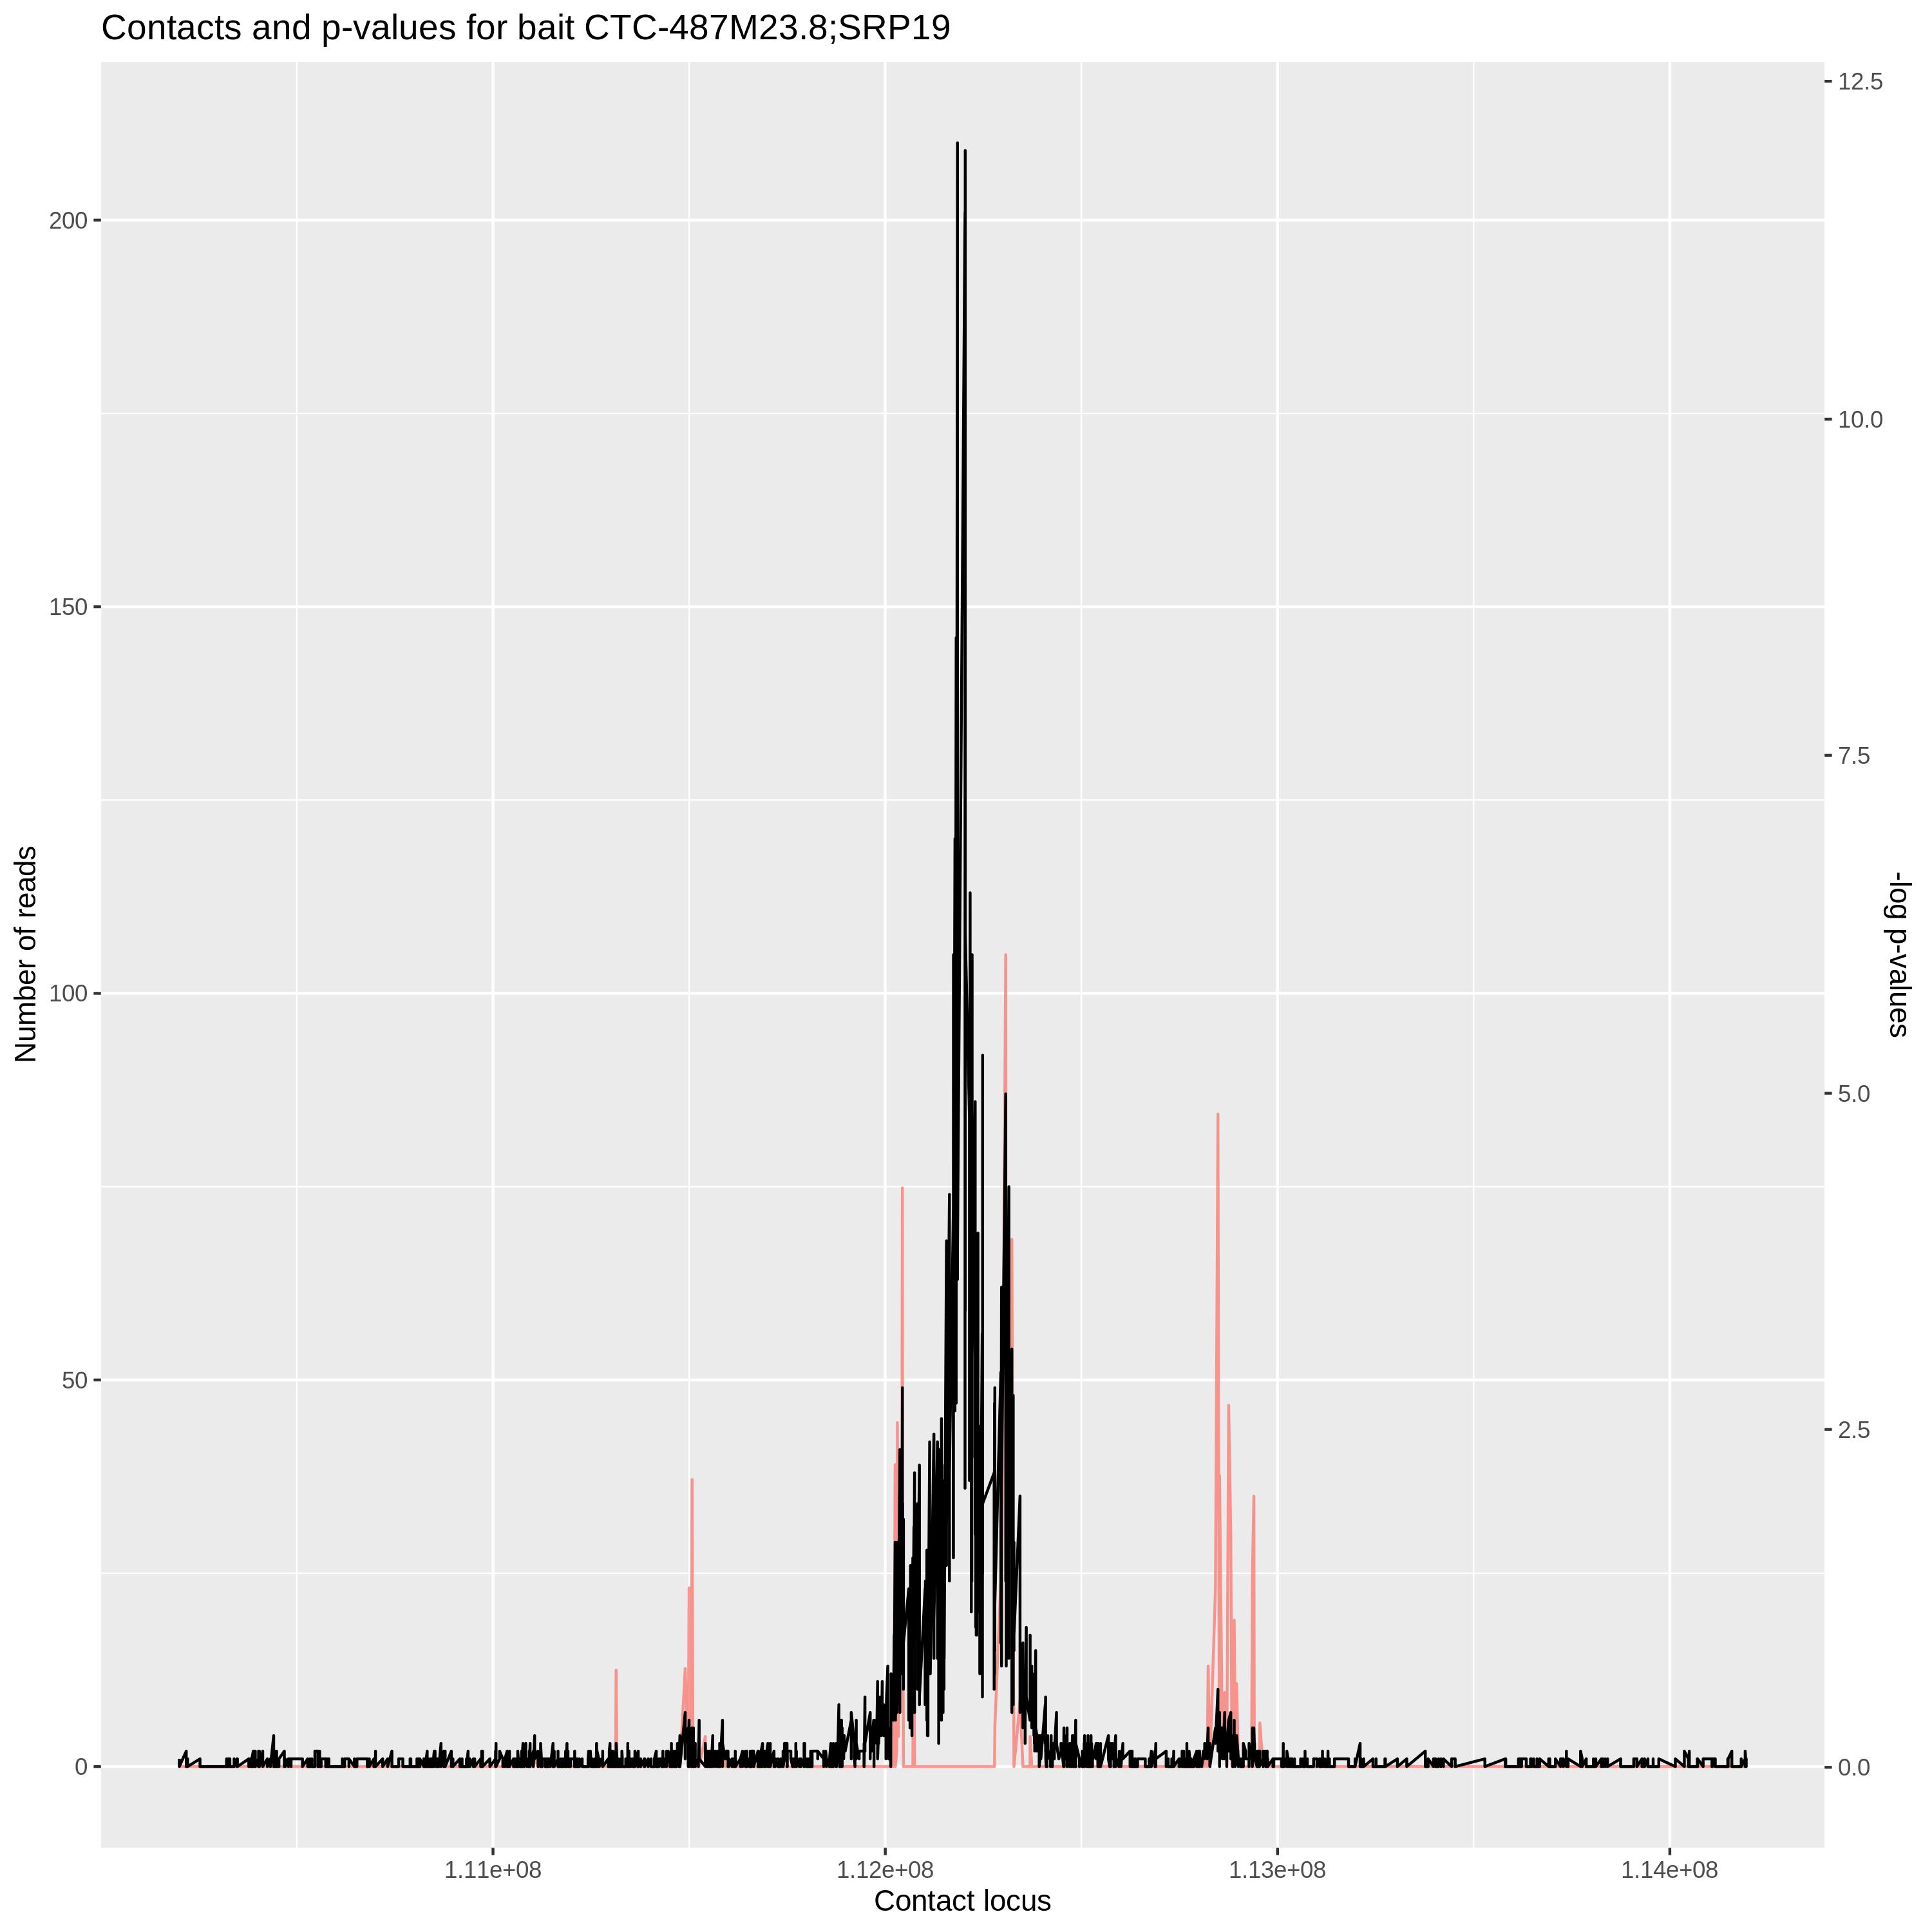 Contacts and p-values for bait CTC-487M23.8;SRP19
Number of reads
200
150
100
50
0
12.5
10.0
7.5
5.0
2.5
0.0
-log p-values
1.11e+08
1.12e+08
1.13e+08
1.14e+08
Contact locus